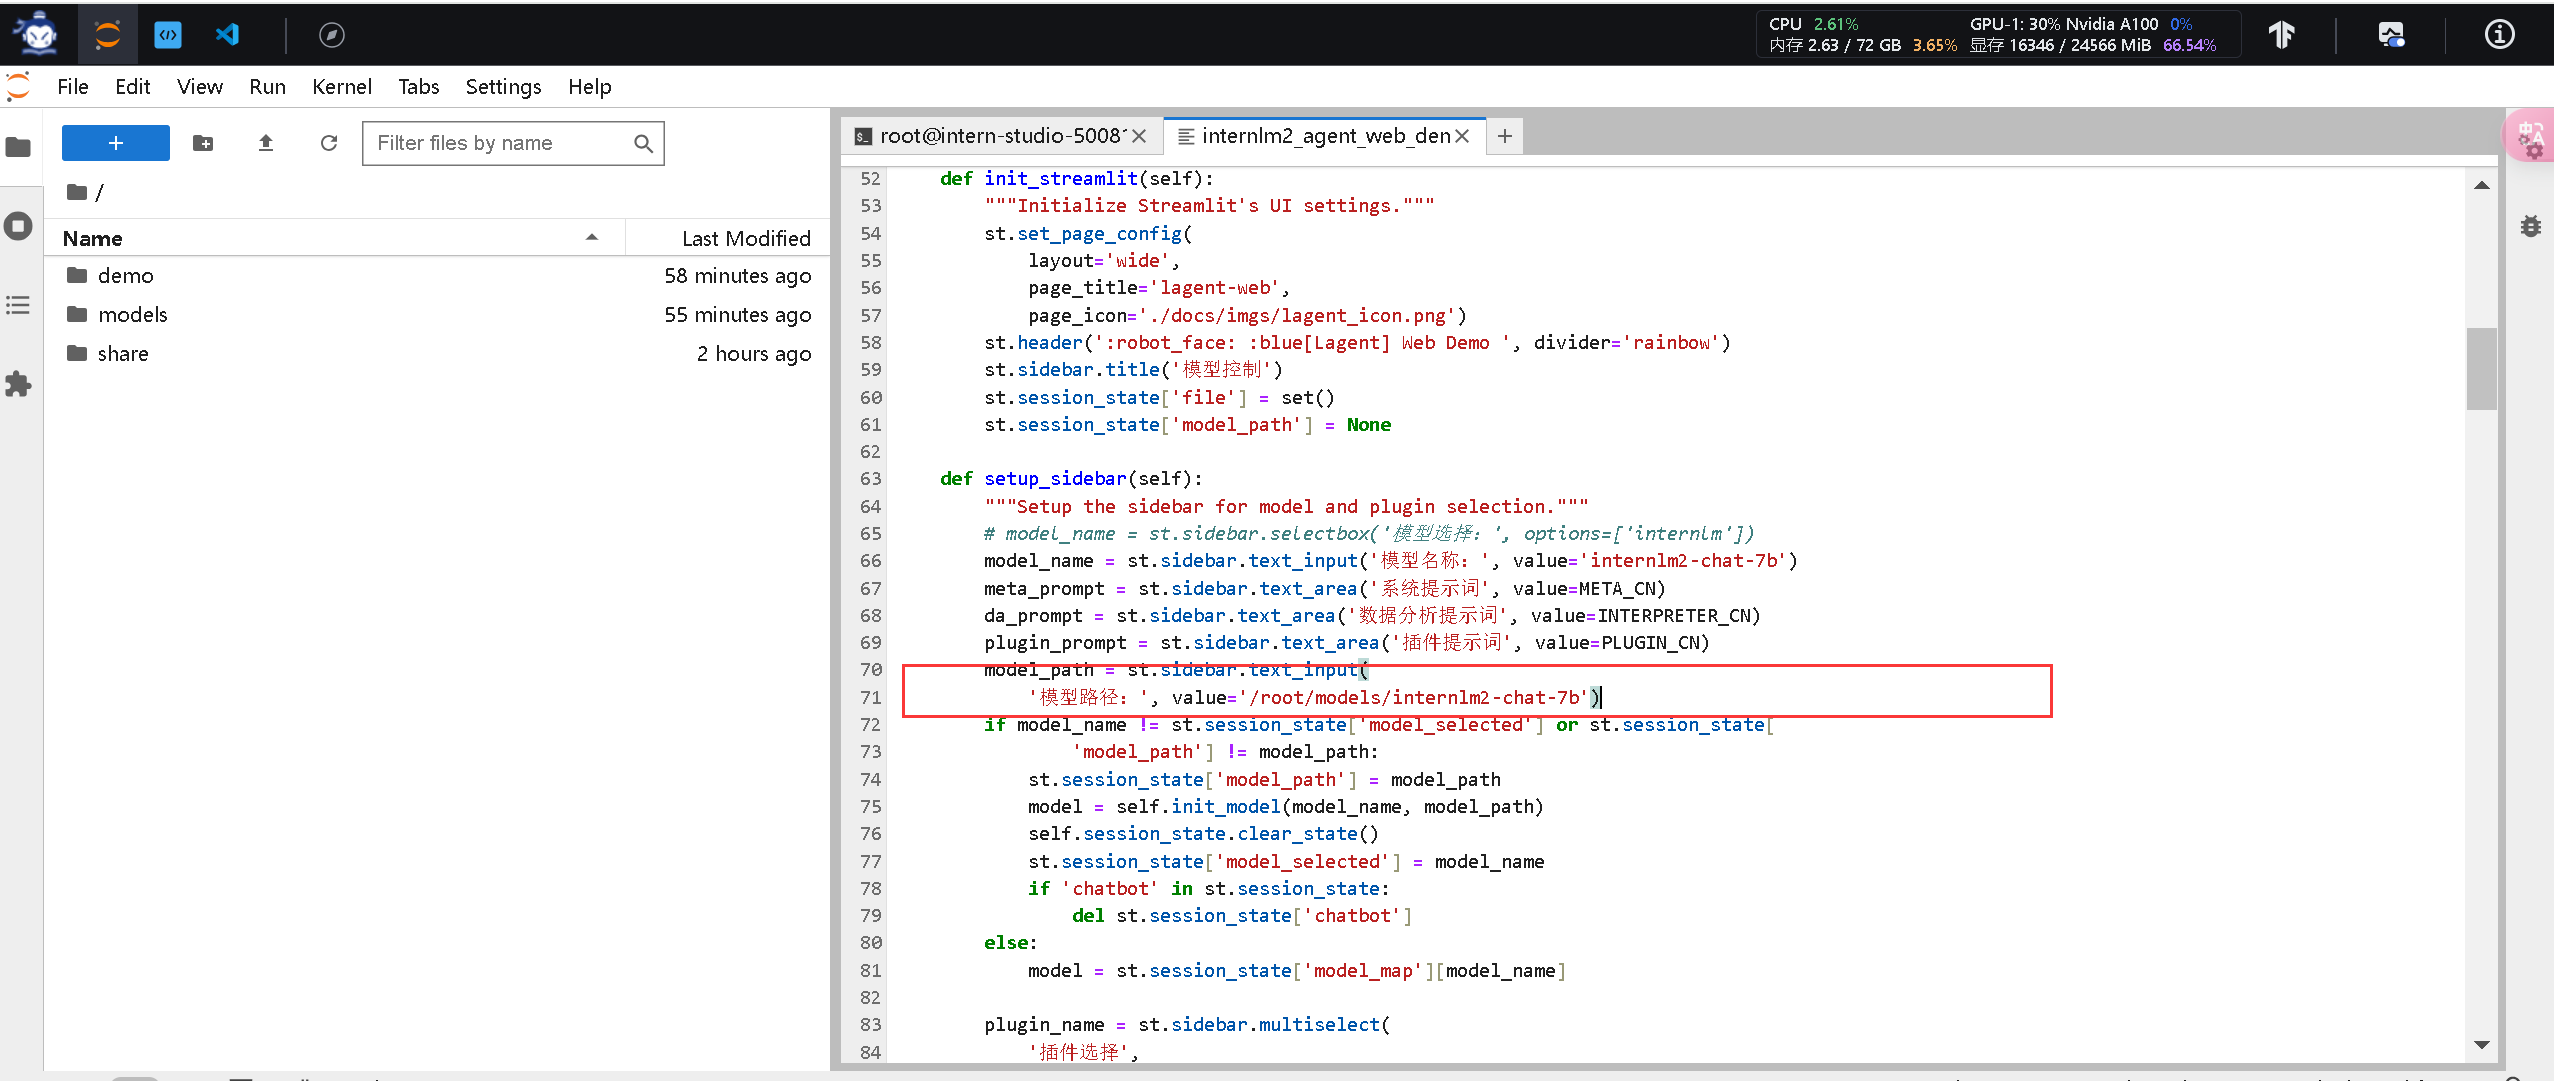 CPU 2.61%
GPU-1: 30% Nvidia A100 0%
内存 2.63 / 72 GB 3.65%
显存 16346 / 24566 MiB 66.54%
File Edit View Run Kernel Tabs Settings Help
+
Filter files by name
/
Name Last Modified
demo 58 minutes ago
models 55 minutes ago
share 2 hours ago
root@intern-studio-5008
internlm2_agent_web_den
52 def init_streamlit(self):
53 """Initialize Streamlit's UI settings."""
54 st.set_page_config(
55 layout='wide',
56 page_title='lagent-web',
57 page_icon='./docs/imgs/lagent_icon.png')
58 st.header(':robot_face: :blue[Lagent] Web Demo ', divider='rainbow')
59 st.sidebar.title('模型控制')
60 st.session_state['file'] = set()
61 st.session_state['model_path'] = None
62
63 def setup_sidebar(self):
64 """Setup the sidebar for model and plugin selection."""
65 # model_name = st.sidebar.selectbox('模型选择：', options=['internlm'])
66 model_name = st.sidebar.text_input('模型名称：', value='internlm2-chat-7b')
67 meta_prompt = st.sidebar.text_area('系统提示词', value=META_CN)
68 da_prompt = st.sidebar.text_area('数据分析提示词', value=INTERPRETER_CN)
69 plugin_prompt = st.sidebar.text_area('插件提示词', value=PLUGIN_CN)
70 model_path = st.sidebar.text_input(
71 '模型路径：', value='/root/models/internlm2-chat-7b')
72 if model_name != st.session_state['model_selected'] or st.session_state[
73 'model_path'] != model_path:
74 st.session_state['model_path'] = model_path
75 model = self.init_model(model_name, model_path)
76 self.session_state.clear_state()
77 st.session_state['model_selected'] = model_name
78 if 'chatbot' in st.session_state:
79 del st.session_state['chatbot']
80 else:
81 model = st.session_state['model_map'][model_name]
82
83 plugin_name = st.sidebar.multiselect(
84 '插件选择',